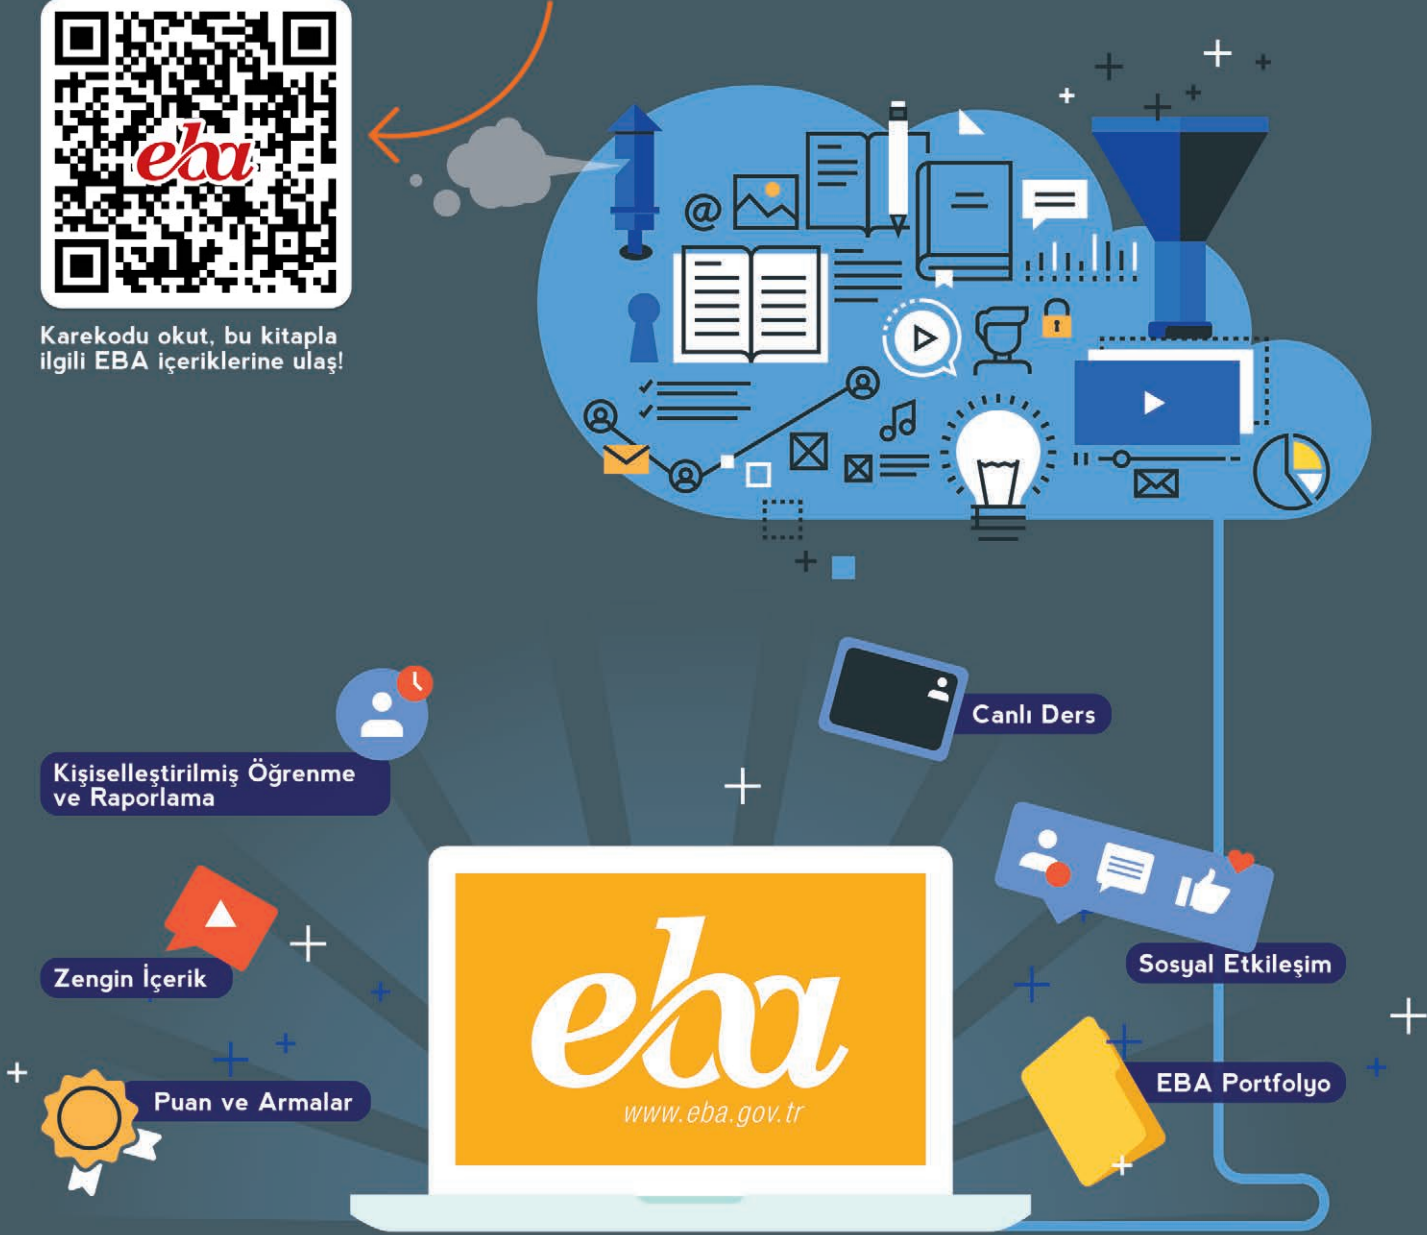 eba
Karekodu okut, bu kitapla
ilgili EBA içeriklerine ulaş!
@
Canlı Ders
Kişiselleştirilmiş Öğrenme
ve Raporlama
Zengin İçerik
Sosyal Etkileşim
Puan ve Armalar
EBA Portfolyo
eba
www.eba.gov.tr